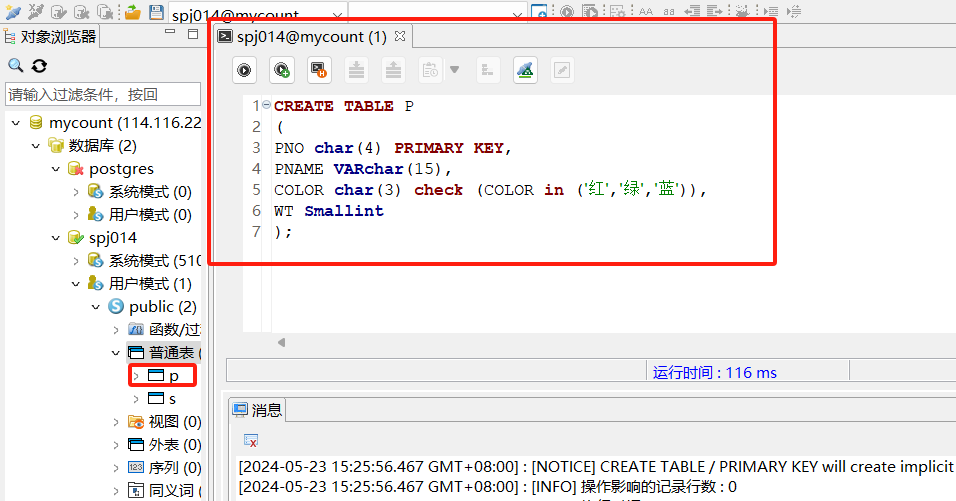 spj014@mycount
AA aa
对象浏览器
spj014@mycount (1)
请输入过滤条件，按回
mycount (114.116.22
数据库 (2)
postgres
系统模式 (0)
用户模式 (0)
spj014
系统模式 (510
用户模式 (1)
public (2)
函数/过
普通表 (
p
s
视图 (0)
外表 (0)
序列 (0)
同义词 (0)
1 CREATE TABLE P
2 (
3 PNO char(4) PRIMARY KEY,
4 PNAME VARchar(15),
5 COLOR char(3) check (COLOR in ('红','绿','蓝')),
6 WT Smallint
7 );
运行时间 : 116 ms
消息
[2024-05-23 15:25:56.467 GMT+08:00] : [NOTICE] CREATE TABLE / PRIMARY KEY will create implicit
[2024-05-23 15:25:56.467 GMT+08:00] : [INFO] 操作影响的记录行数 : 0